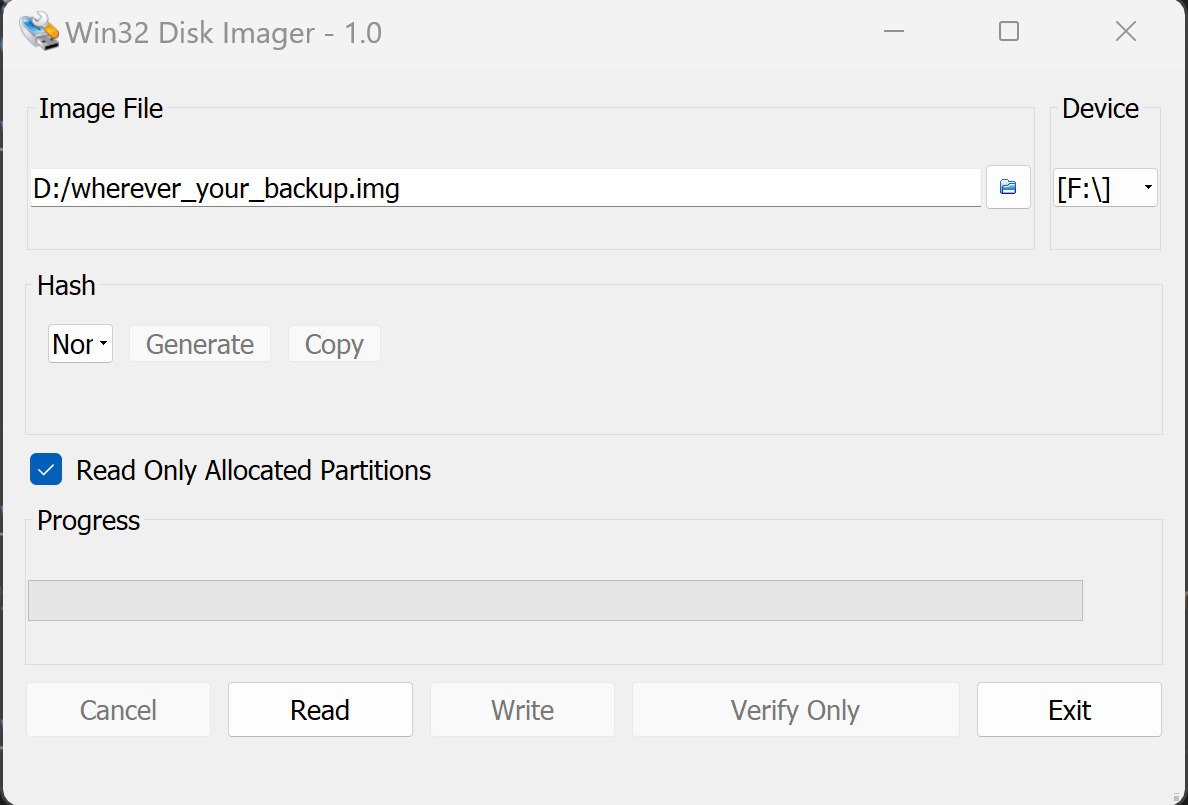 Win32 Disk Imager - 1.0
Image File
Device
D:/wherever_your_backup.img
[F:\]
Hash
Nor
Generate
Copy
Read Only Allocated Partitions
Progress
Cancel
Read
Write
Verify Only
Exit